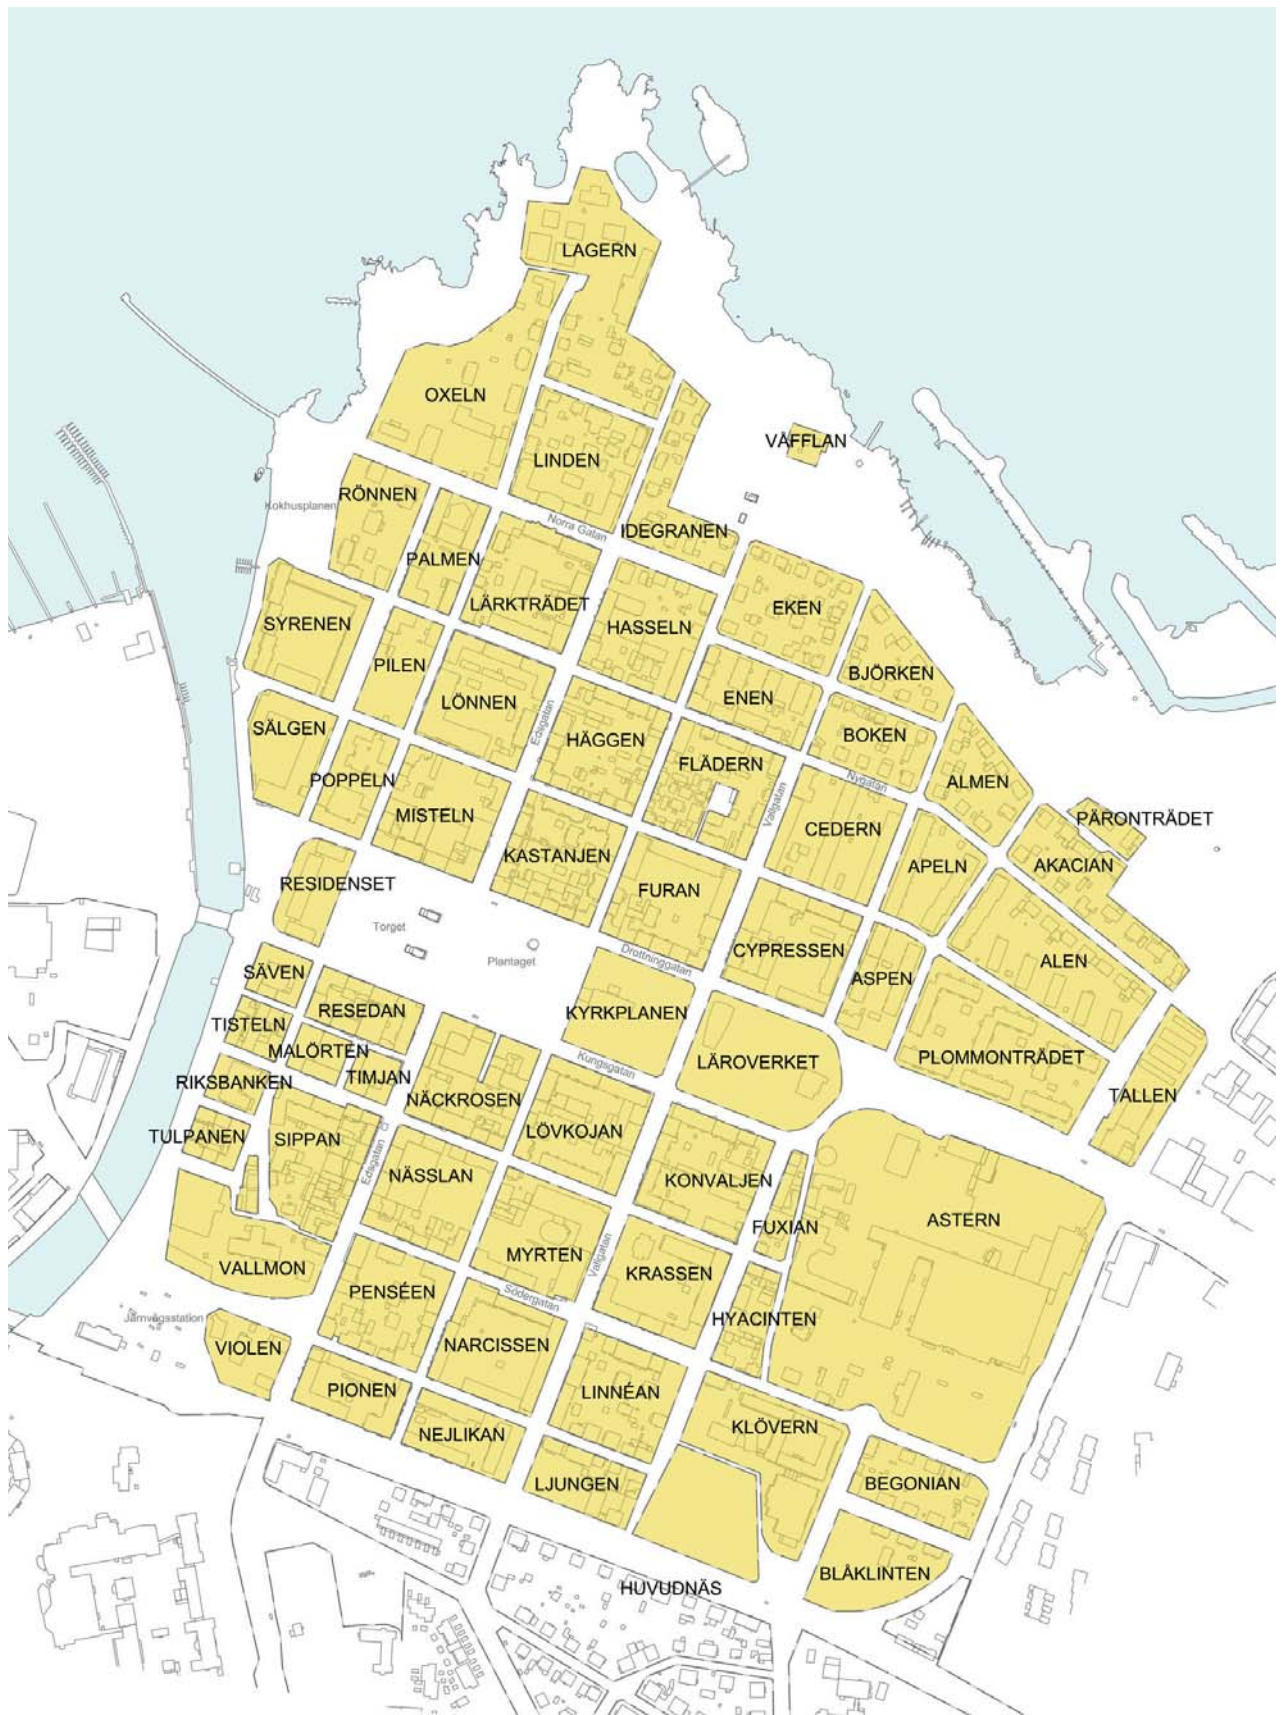 LAGERN
OXELN
VÅFFLAN
LINDEN
RÖNNEN
Kokhusplanen
Norra Gatan
IDEGRANEN
PALMEN
LÄRKTRÄDET
EKEN
SYRENEN
HASSELN
PILEN
BJÖRKEN
LÖNNEN
ENEN
SÄLGEN
Edsgatan
HÄGGEN
BOKEN
FLÄDERN
POPPELN
Nygatan
ALMEN
Vallgatan
MISTELN
PÄRONTRÄDET
CEDERN
KASTANJEN
AKACIAN
APELN
RESIDENSET
FURAN
Torget
Drottninggatan
CYPRESSEN
Plantaget
ALEN
SÄVEN
ASPEN
RESEDAN
KYRKPLANEN
TISTELN
MALÖRTEN
LÄROVERKET
PLOMMONTRÄDET
Kungsgatan
RIKSBANKEN
TIMJAN
TALLEN
NÄCKROSEN
TULPANEN
SIPPAN
LÖVKOJAN
Edsgatan
NÄSSLAN
KONVALJEN
FUXIAN
ASTERN
MYRTEN
Vallgatan
VALLMON
KRASSEN
PENSÉEN
Södergatan
Järnvägsstation
HYACINTEN
VIOLEN
NARCISSEN
PIONEN
LINNÉAN
KLÖVERN
NEJLIKAN
LJUNGEN
BEGONIAN
BLÅKLINTEN
HUVUDNÄS